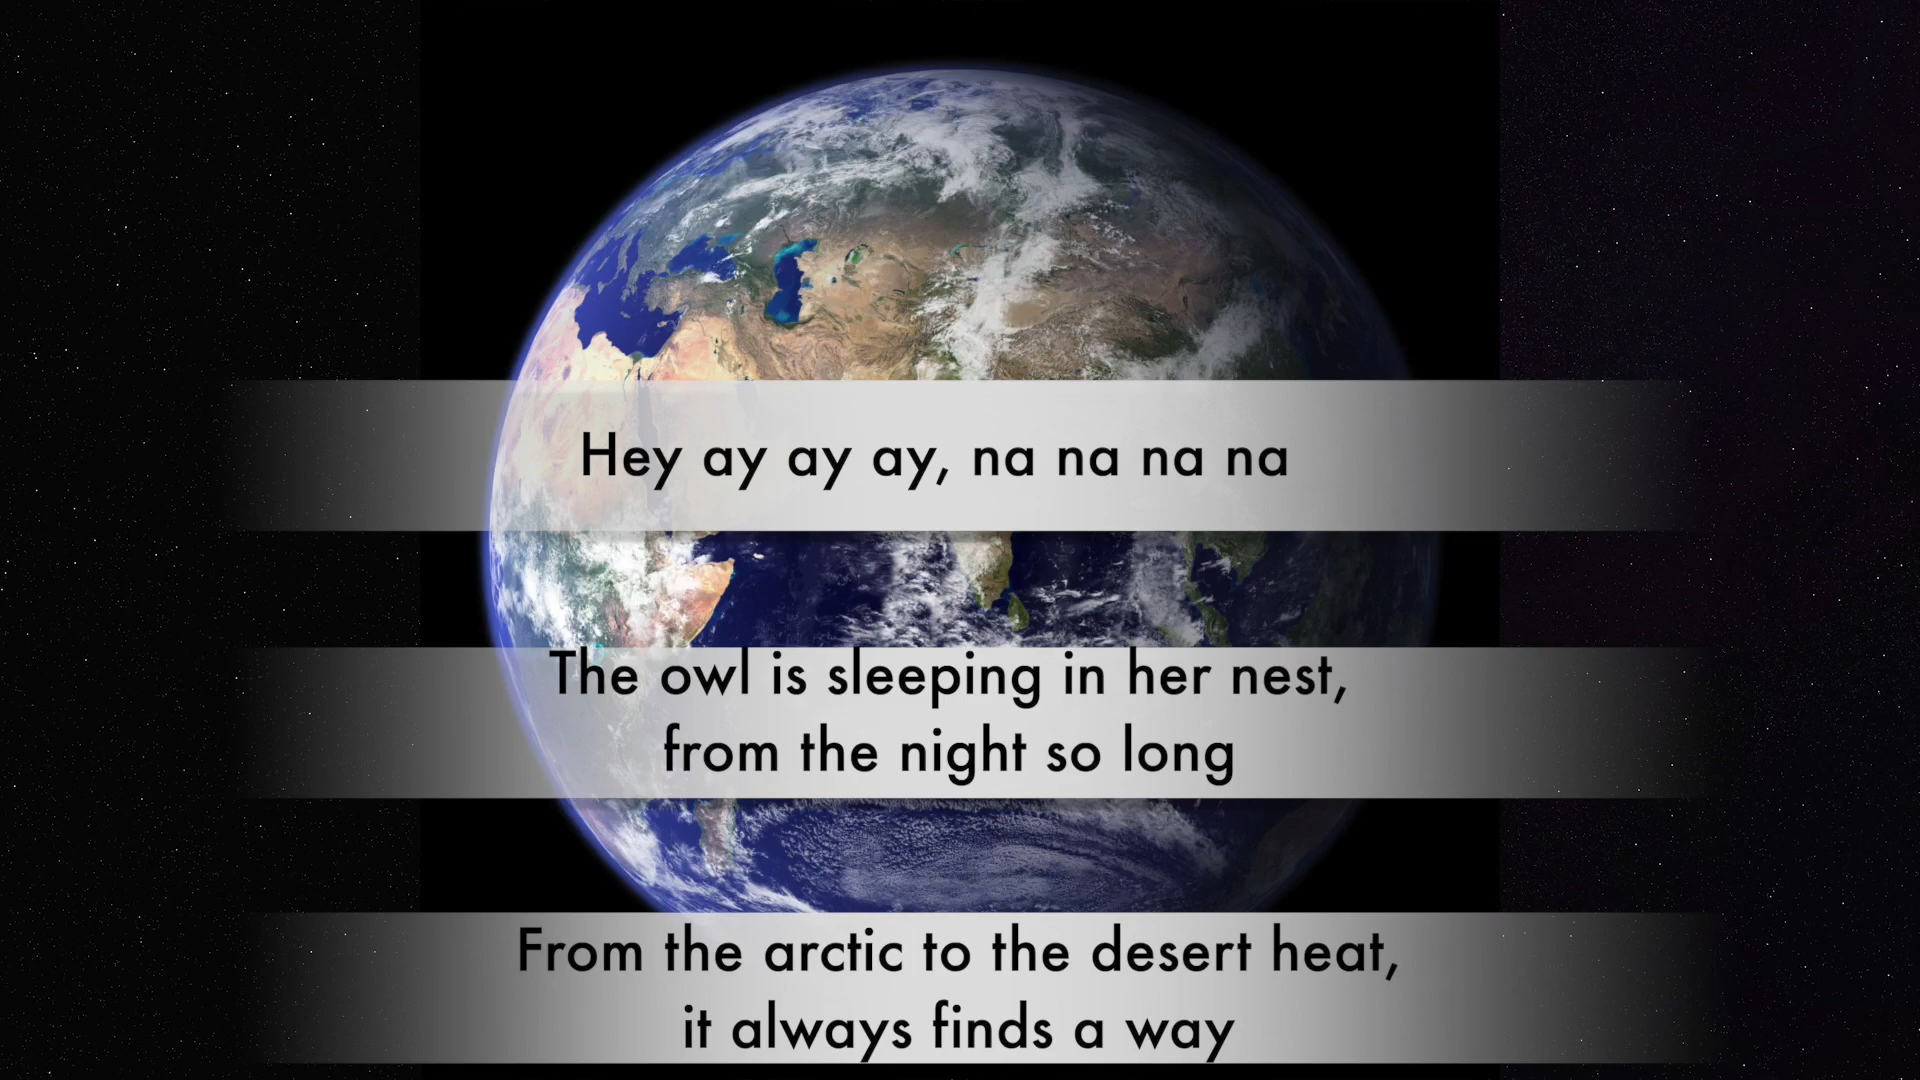 Hey ay ay ay, na na na na
The owl is sleeping in her nest,
from the night so long
From the arctic to the desert heat,
it always finds a way